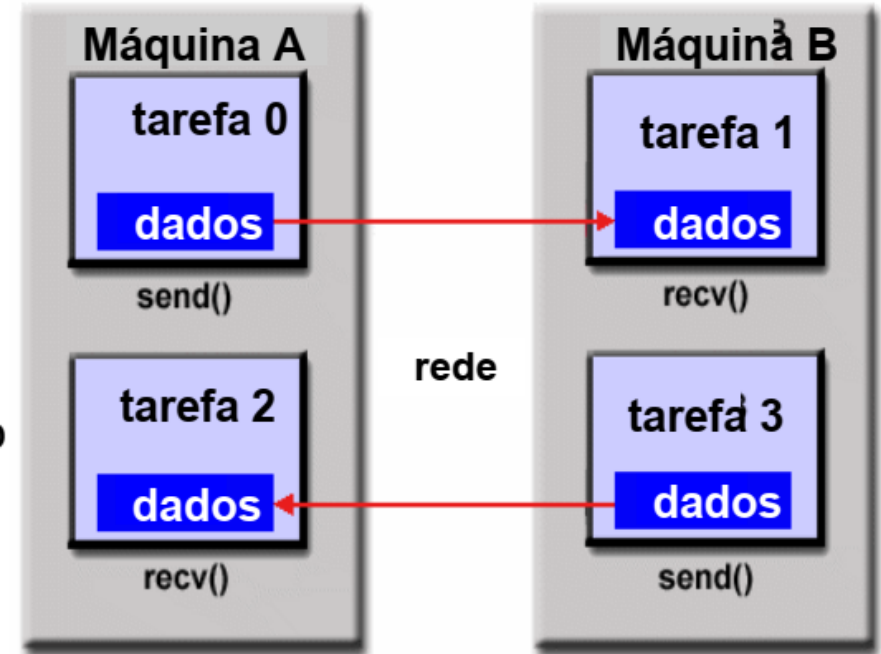 Máquina A
tarefa 0
dados
send()
tarefa 2
dados
recv()
rede
Máquina B
tarefa 1
dados
recv()
tarefa 3
dados
send()